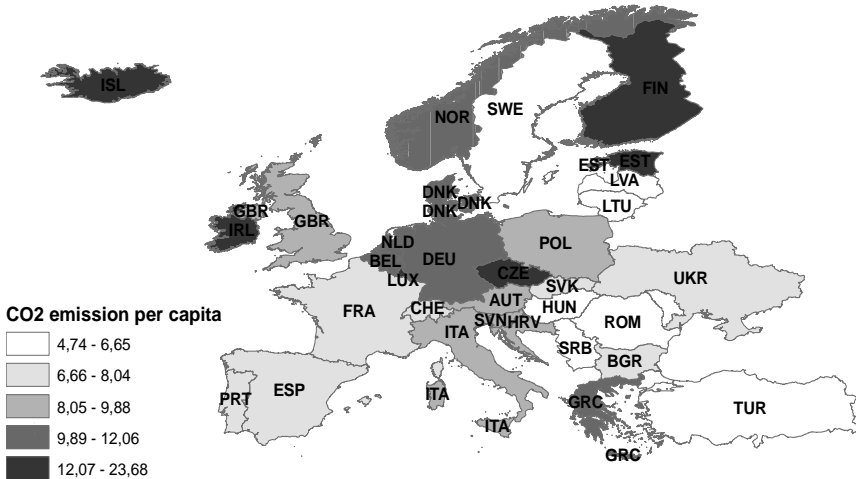 ISL
FIN
NOR
SWE
EST
EST
LVA
LTU
DNK
DNK
DNK
GBR
GBR
IRL
NLD
BEL
DEU
POL
LUX
CZE
UKR
SVK
FRA
CHE
AUT
HUN
ITA
SVN
HRV
ROM
SRB
BGR
PRT
ESP
ITA
GRC
TUR
ITA
GRC
CO2 emission per capita
4,74 - 6,65
6,66 - 8,04
8,05 - 9,88
9,89 - 12,06
12,07 - 23,68